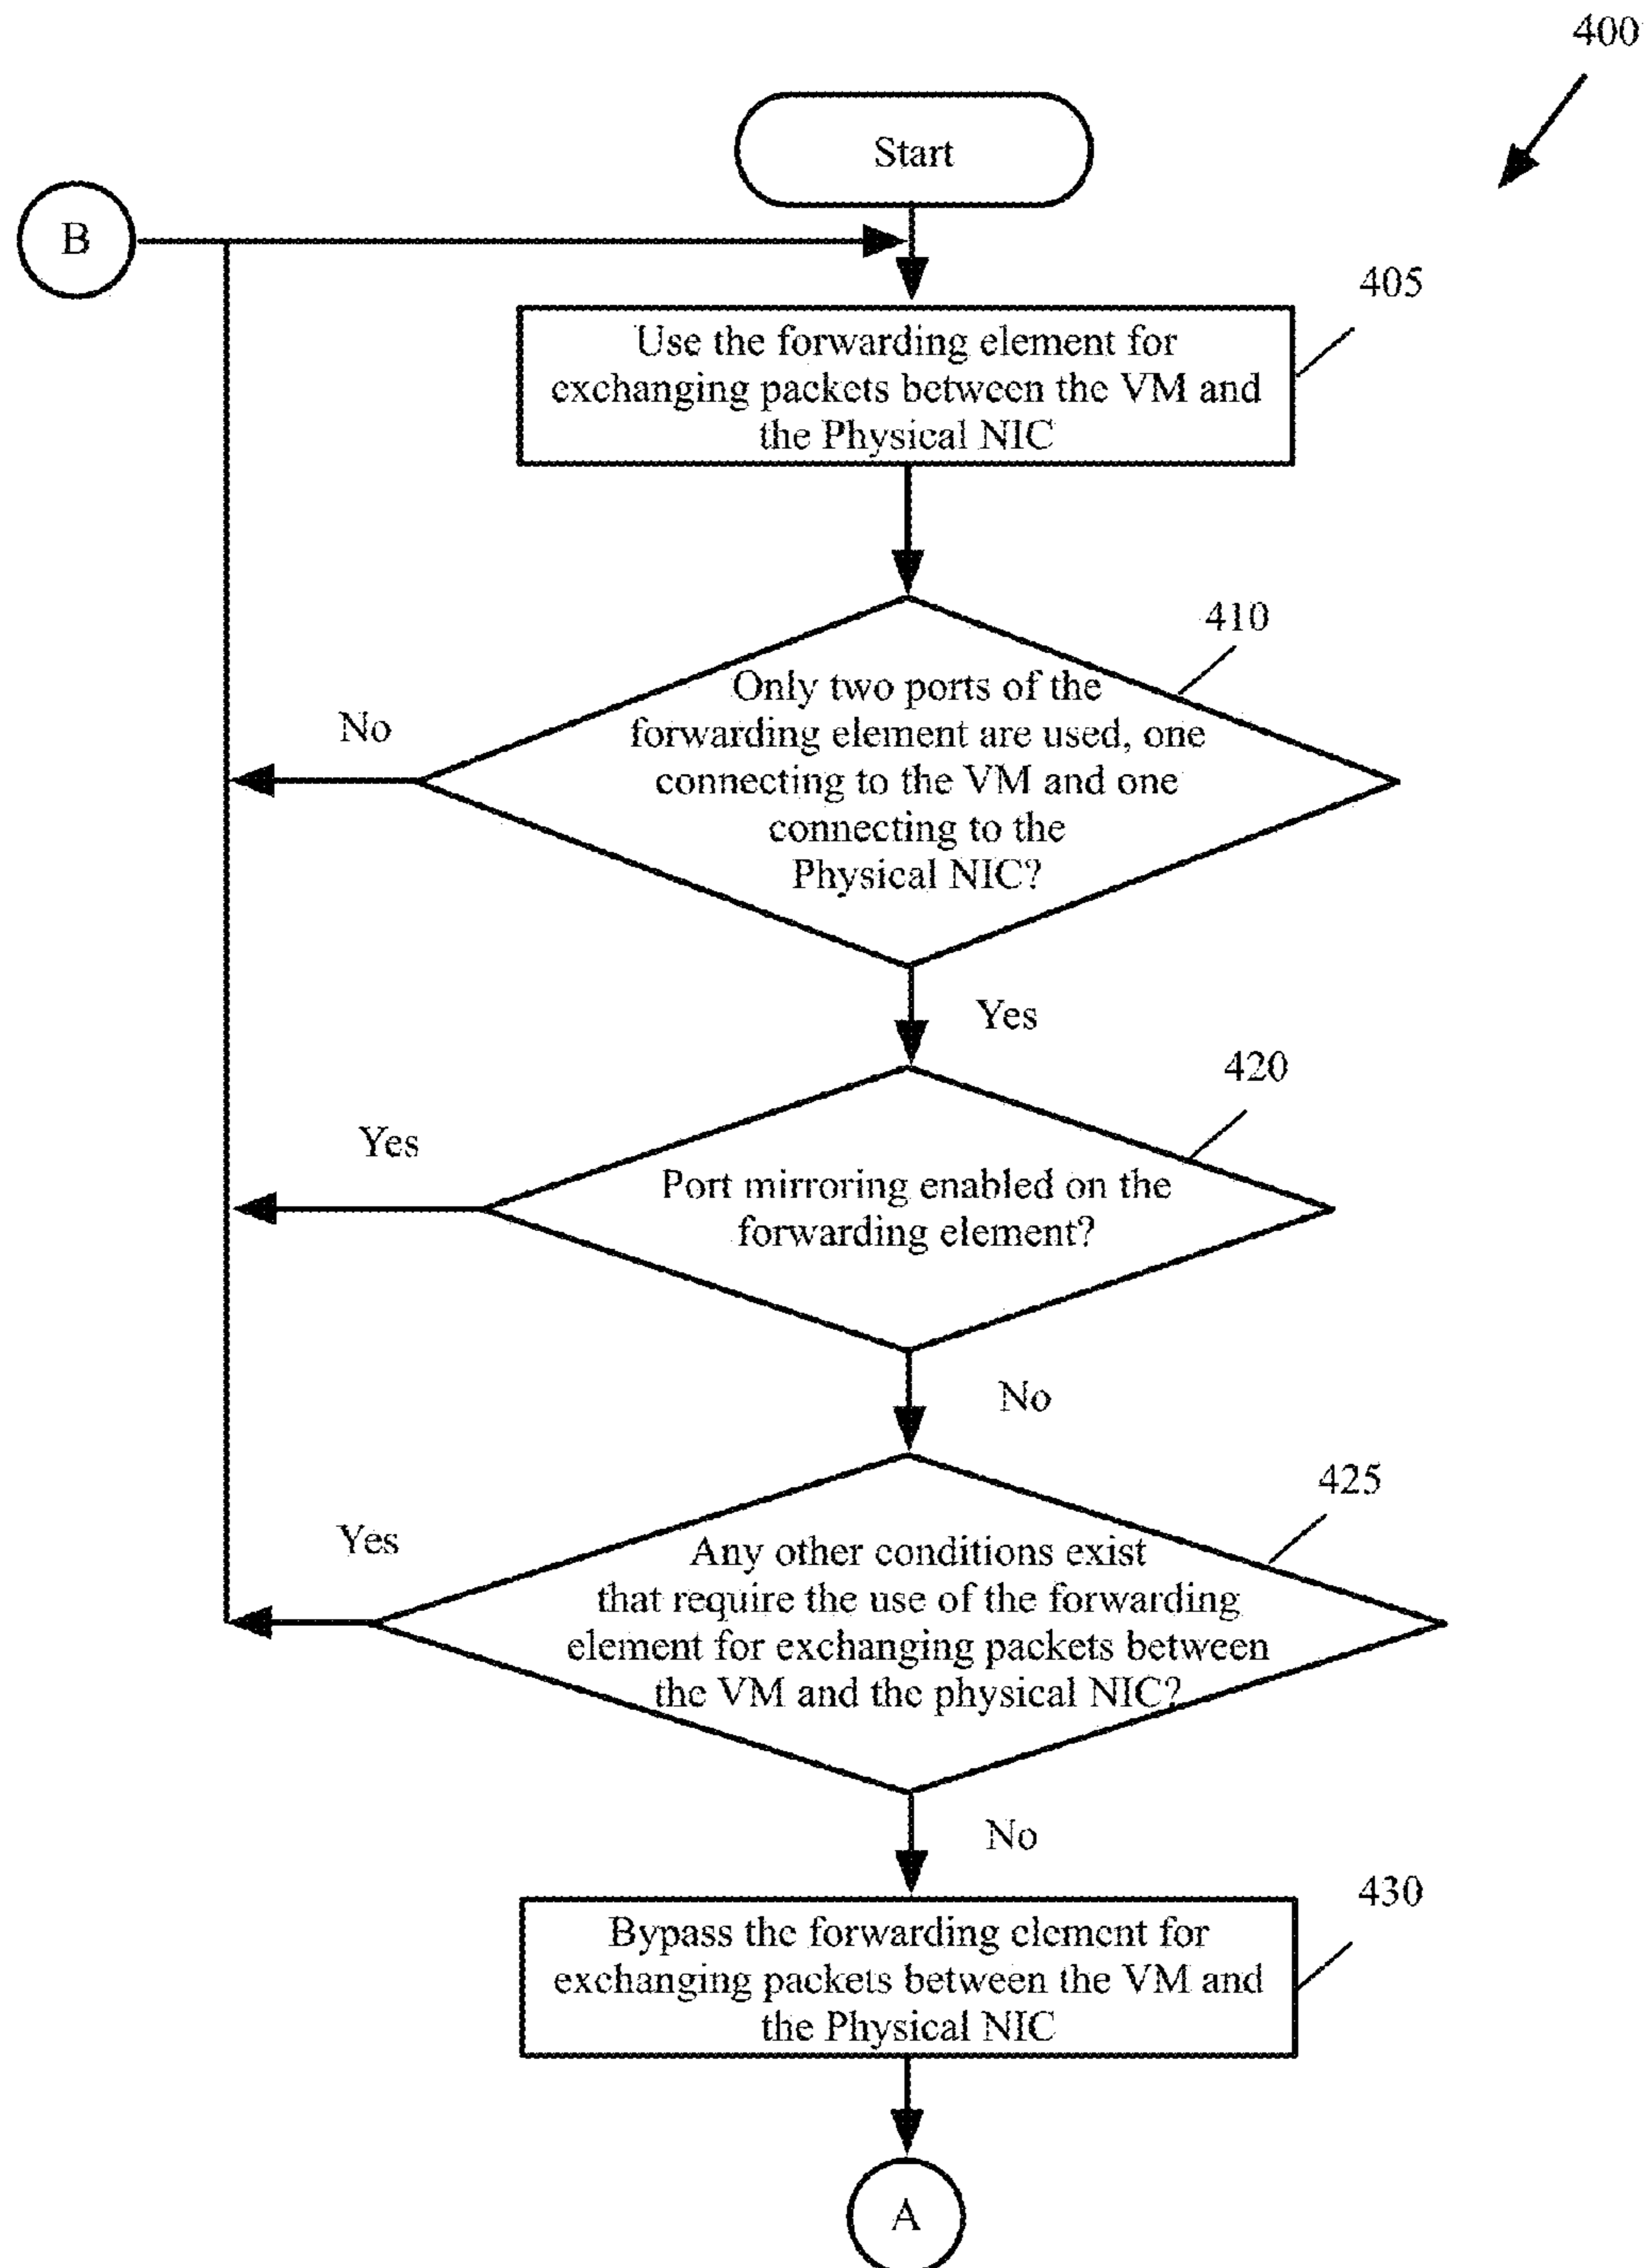 400
Start
B
405
Use the forwarding element for
exchanging packets between the VM and
the Physical NIC
410
Only two ports of the
forwarding element are used, one
connecting to the VM and one
connecting to the
Physical NIC?
No
Yes
420
Yes
Port mirroring enabled on the
forwarding element?
No
425
Yes
Any other conditions exist
that require the use of the forwarding
element for exchanging packets between
the VM and the physical NIC?
No
430
Bypass the forwarding element for
exchanging packets between the VM and
the Physical NIC
A